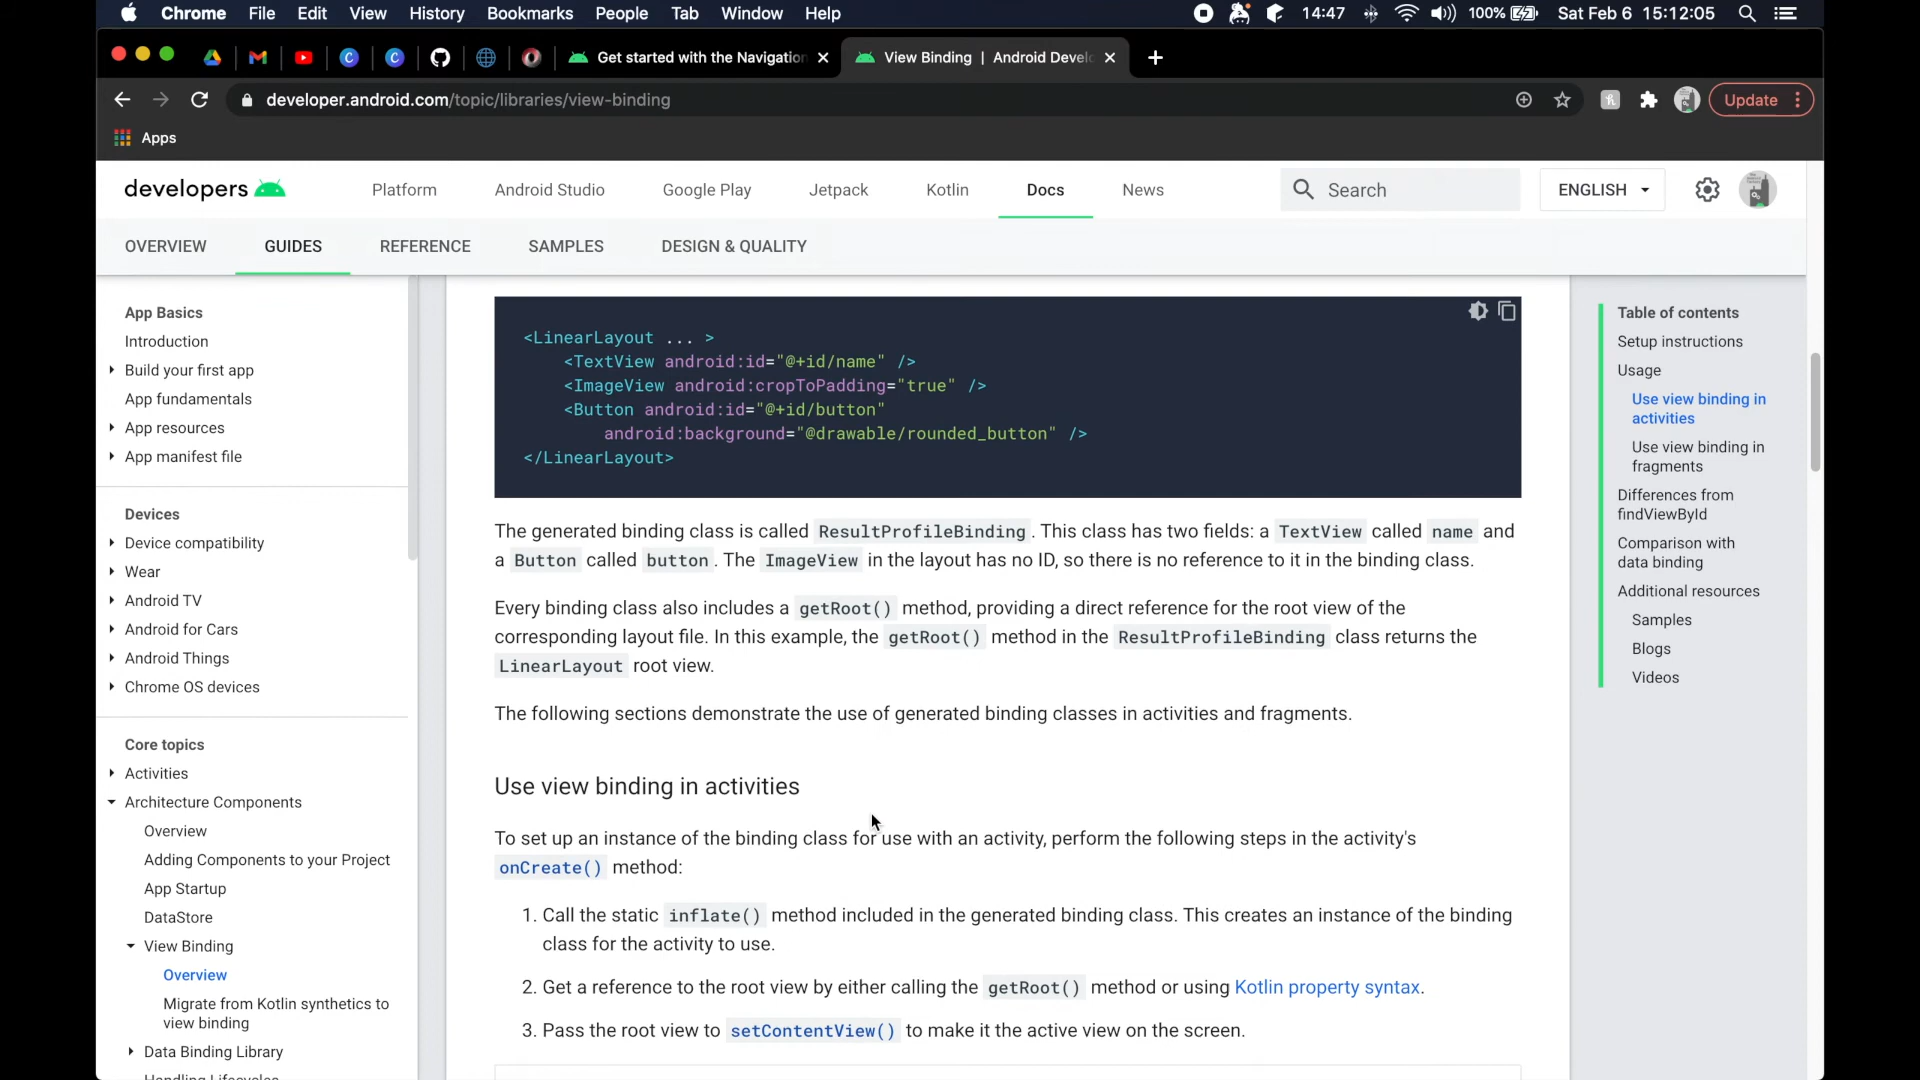 Chrome File Edit View History Bookmarks People Tab Window Help 14:47 100% Sat Feb 6 15:12:05
Get started with the Navigation View Binding | Android Devel
developer.android.com/topic/libraries/view-binding Update
Apps
developers Platform Android Studio Google Play Jetpack Kotlin Docs News Search ENGLISH
OVERVIEW GUIDES REFERENCE SAMPLES DESIGN & QUALITY
App Basics
Introduction
Build your first app
App fundamentals
App resources
App manifest file
Devices
Device compatibility
Wear
Android TV
Android for Cars
Android Things
Chrome OS devices
Core topics
Activities
Architecture Components
Overview
Adding Components to your Project
App Startup
DataStore
View Binding
Overview
Migrate from Kotlin synthetics to
view binding
Data Binding Library
Handling Lifecycles
<LinearLayout ... >
<TextView android:id="@+id/name" />
<ImageView android:cropToPadding="true" />
<Button android:id="@+id/button"
android:background="@drawable/rounded_button" />
</LinearLayout>
The generated binding class is called ResultProfileBinding. This class has two fields: a TextView called name and
a Button called button. The ImageView in the layout has no ID, so there is no reference to it in the binding class.
Every binding class also includes a getRoot() method, providing a direct reference for the root view of the
corresponding layout file. In this example, the getRoot() method in the ResultProfileBinding class returns the
LinearLayout root view.
The following sections demonstrate the use of generated binding classes in activities and fragments.
Use view binding in activities
To set up an instance of the binding class for use with an activity, perform the following steps in the activity's
onCreate() method:
1. Call the static inflate() method included in the generated binding class. This creates an instance of the binding
class for the activity to use.
2. Get a reference to the root view by either calling the getRoot() method or using Kotlin property syntax.
3. Pass the root view to setContentView() to make it the active view on the screen.
Table of contents
Setup instructions
Usage
Use view binding in
activities
Use view binding in
fragments
Differences from
findViewById
Comparison with
data binding
Additional resources
Samples
Blogs
Videos